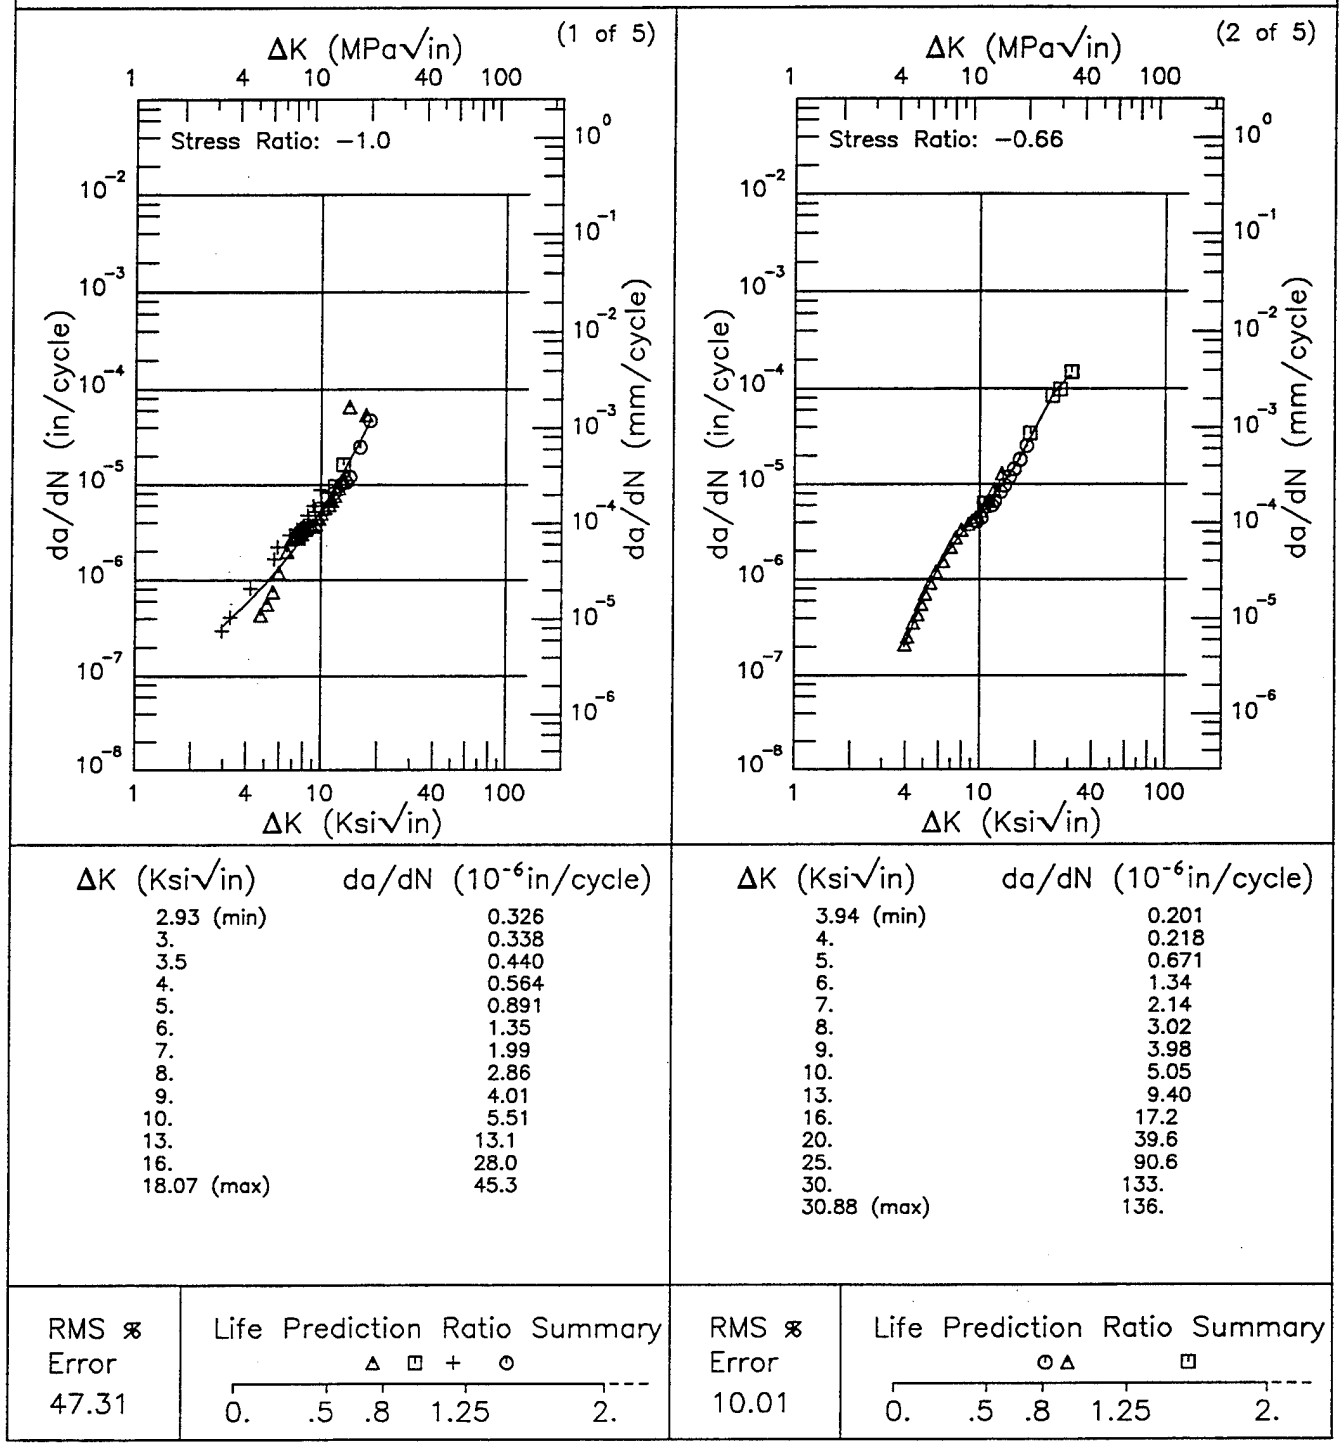 (1 of 5)
ΔK (MPa√in)
1 4 10 40 100
Stress Ratio: −1.0
da/dN (in/cycle)
10⁻²
10⁻³
10⁻⁴
10⁻⁵
10⁻⁶
10⁻⁷
10⁻⁸
10⁰
10⁻¹
10⁻²
10⁻³
10⁻⁴
10⁻⁵
10⁻⁶
da/dN (mm/cycle)
1 4 10 40 100
ΔK (Ksi√in)
ΔK (Ksi√in) da/dN (10⁻⁶in/cycle)
2.93 (min) 0.326
3. 0.338
3.5 0.440
4. 0.564
5. 0.891
6. 1.35
7. 1.99
8. 2.86
9. 4.01
10. 5.51
13. 13.1
16. 28.0
18.07 (max) 45.3
RMS %
Error
47.31
Life Prediction Ratio Summary
0. .5 .8 1.25 2.
(2 of 5)
ΔK (MPa√in)
1 4 10 40 100
Stress Ratio: −0.66
da/dN (in/cycle)
10⁻²
10⁻³
10⁻⁴
10⁻⁵
10⁻⁶
10⁻⁷
10⁻⁸
10⁰
10⁻¹
10⁻²
10⁻³
10⁻⁴
10⁻⁵
10⁻⁶
da/dN (mm/cycle)
1 4 10 40 100
ΔK (Ksi√in)
ΔK (Ksi√in) da/dN (10⁻⁶in/cycle)
3.94 (min) 0.201
4. 0.218
5. 0.671
6. 1.34
7. 2.14
8. 3.02
9. 3.98
10. 5.05
13. 9.40
16. 17.2
20. 39.6
25. 90.6
30. 133.
30.88 (max) 136.
RMS %
Error
10.01
Life Prediction Ratio Summary
0. .5 .8 1.25 2.